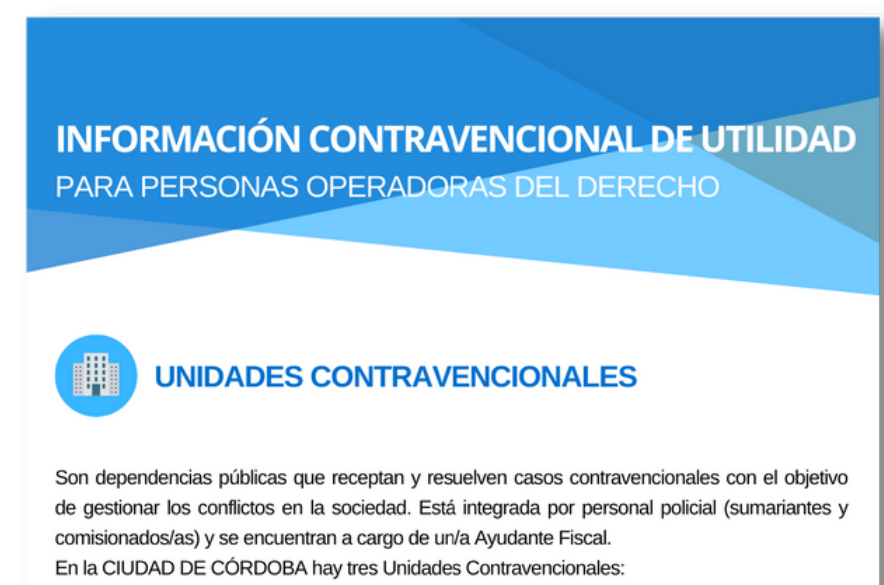 INFORMACIÓN CONTRAVENCIONAL DE UTILIDAD
PARA PERSONAS OPERADORAS DEL DERECHO
UNIDADES CONTRAVENCIONALES
Son dependencias públicas que receptan y resuelven casos contravencionales con el objetivo
de gestionar los conflictos en la sociedad. Está integrada por personal policial (sumariantes y
comisionados/as) y se encuentran a cargo de un/a Ayudante Fiscal.
En la CIUDAD DE CÓRDOBA hay tres Unidades Contravencionales: